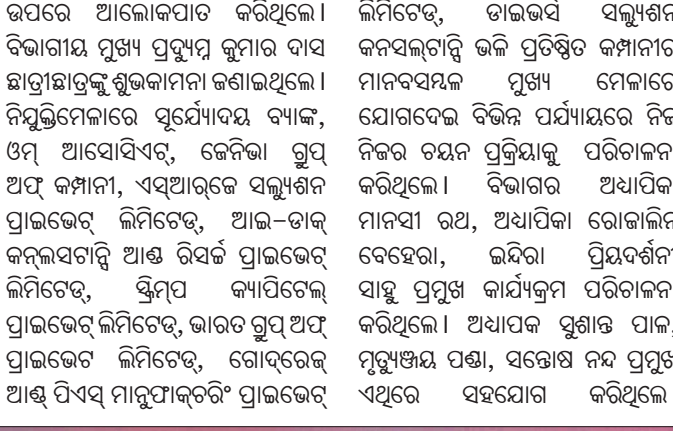 ଉପରେ ଆଲୋକପାତ କରିଥିଲେ।
ବିଭାଗୀୟ ମୁଖ୍ୟ ପ୍ରଦ୍ୟୁମ୍ନ କୁମାର ଦାସ
ଛାତ୍ରୀଛାତ୍ରଙ୍କୁ ଶୁଭକାମନା ଜଣାଇଥିଲେ।
ନିଯୁକ୍ତିମେଳାରେ ସୂର୍ଯ୍ୟୋଦୟ ବ୍ୟାଙ୍କ,
ଓମ୍ ଆସୋସିଏଟ୍, ଜେନିଭା ଗ୍ରୁପ୍
ଅଫ୍ କମ୍ପାନୀ, ଏସ୍ଆର୍‌ଜେ ସଲ୍ୟୁଶନ
ପ୍ରାଇଭେଟ୍ ଲିମିଟେଡ୍, ଆଇ-ଡାକ୍
କନ୍‌ଲସଟାନ୍ସି ଆଣ୍ଡ ରିସର୍ଚ୍ଚ ପ୍ରାଇଭେଟ୍
ଲିମିଟେଡ୍, ସ୍କ୍ରିମ୍ପ କ୍ୟାପିଟେଲ୍
ପ୍ରାଇଭେଟ୍ ଲିମିଟେଡ୍, ଭାରତ ଗ୍ରୁପ୍ ଅଫ୍
ପ୍ରାଇଭେଟ ଲିମିଟେଡ୍, ଗୋଦ୍‌ରେଜ୍
ଆଣ୍ଡ୍ ପିଏସ୍ ମାନୁଫାକ୍‌ଚରିଂ ପ୍ରାଇଭେଟ୍
ଲିମିଟେଡ୍, ଡାଇଭର୍ସ ସଲ୍ୟୁଶନ
କନସଲ୍‌ଟାନ୍ସି ଭଳି ପ୍ରତିଷ୍ଠିତ କମ୍ପାନୀର
ମାନବସମ୍ବଳ ମୁଖ୍ୟ ମେଳାରେ
ଯୋଗଦେଇ ବିଭିନ୍ନ ପର୍ଯ୍ୟାୟରେ ନିଜ
ନିଜର ଚୟନ ପ୍ରକ୍ରିୟାକୁ ପରିଚାଳନ
କରିଥିଲେ। ବିଭାଗର ଅଧ୍ୟାପିକ
ମାନସୀ ରଥ, ଅଧ୍ୟାପିକା ରୋଜାଲିନ
ବେହେରା, ଇନ୍ଦିରା ପ୍ରିୟଦର୍ଶନୀ
ସାହୁ ପ୍ରମୁଖ କାର୍ଯ୍ୟକ୍ରମ ପରିଚାଳନ
କରିଥିଲେ। ଅଧ୍ୟାପକ ସୁଶାନ୍ତ ପାଳ,
ମୃତ୍ୟୁଞ୍ଜୟ ପଣ୍ଡା, ସନ୍ତୋଷ ନନ୍ଦ ପ୍ରମୁଖ
ଏଥିରେ ସହଯୋଗ କରିଥିଲେ